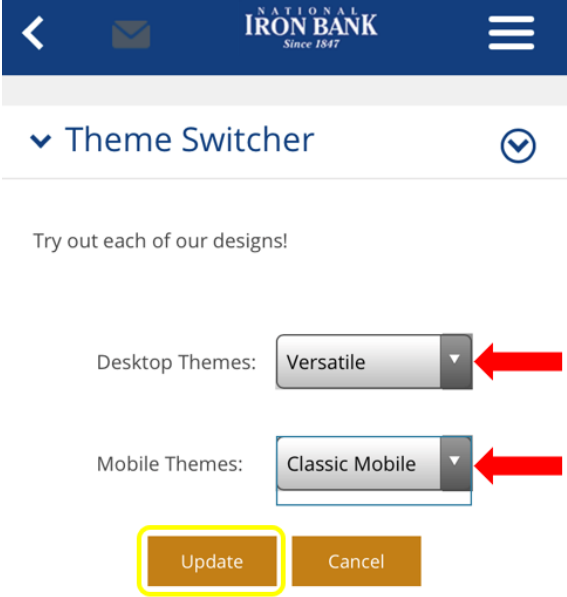 NATIONAL
IRON BANK
Since 1847
Theme Switcher
Try out each of our designs!
Desktop Themes: Versatile
Mobile Themes: Classic Mobile
Update Cancel